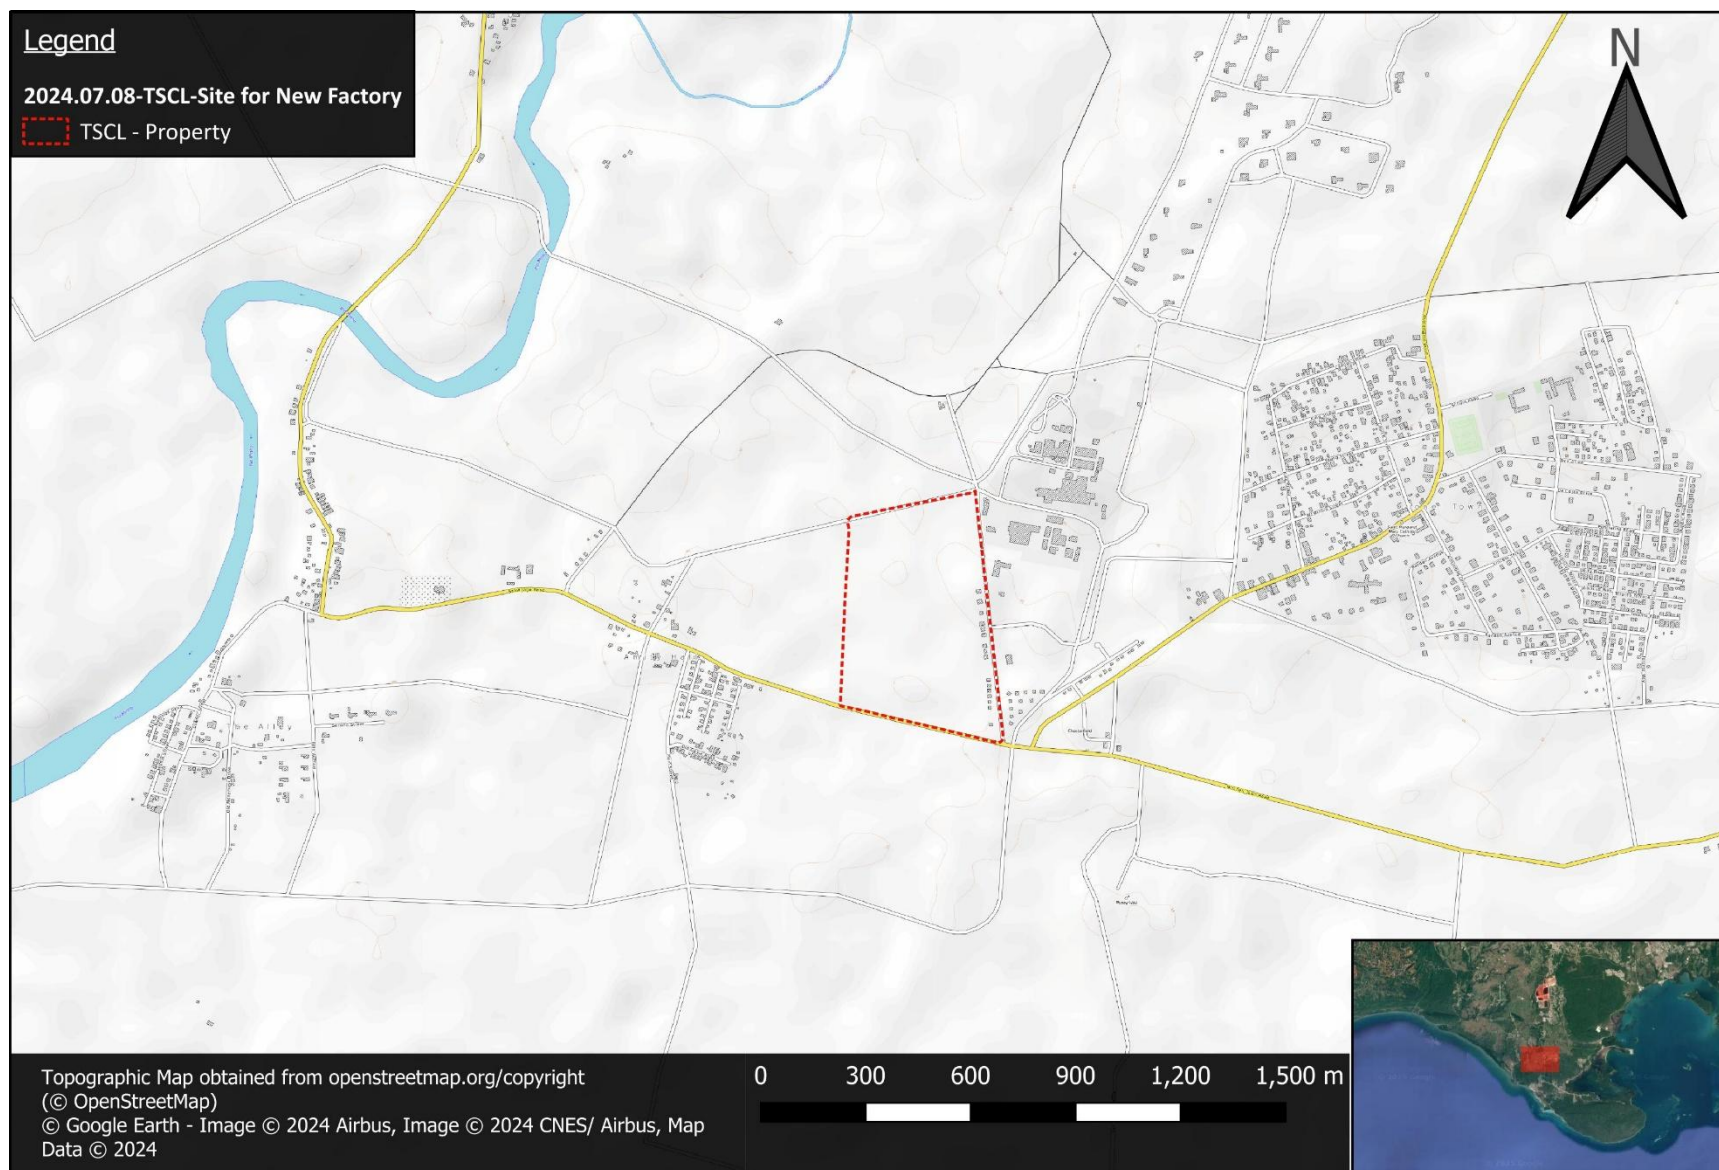 Legend
2024.07.08-TSCL-Site for New Factory
TSCL - Property
N
The Alley
Topographic Map obtained from openstreetmap.org/copyright
(© OpenStreetMap)
© Google Earth - Image © 2024 Airbus, Image © 2024 CNES/ Airbus, Map
Data © 2024
0 300 600 900 1,200 1,500 m